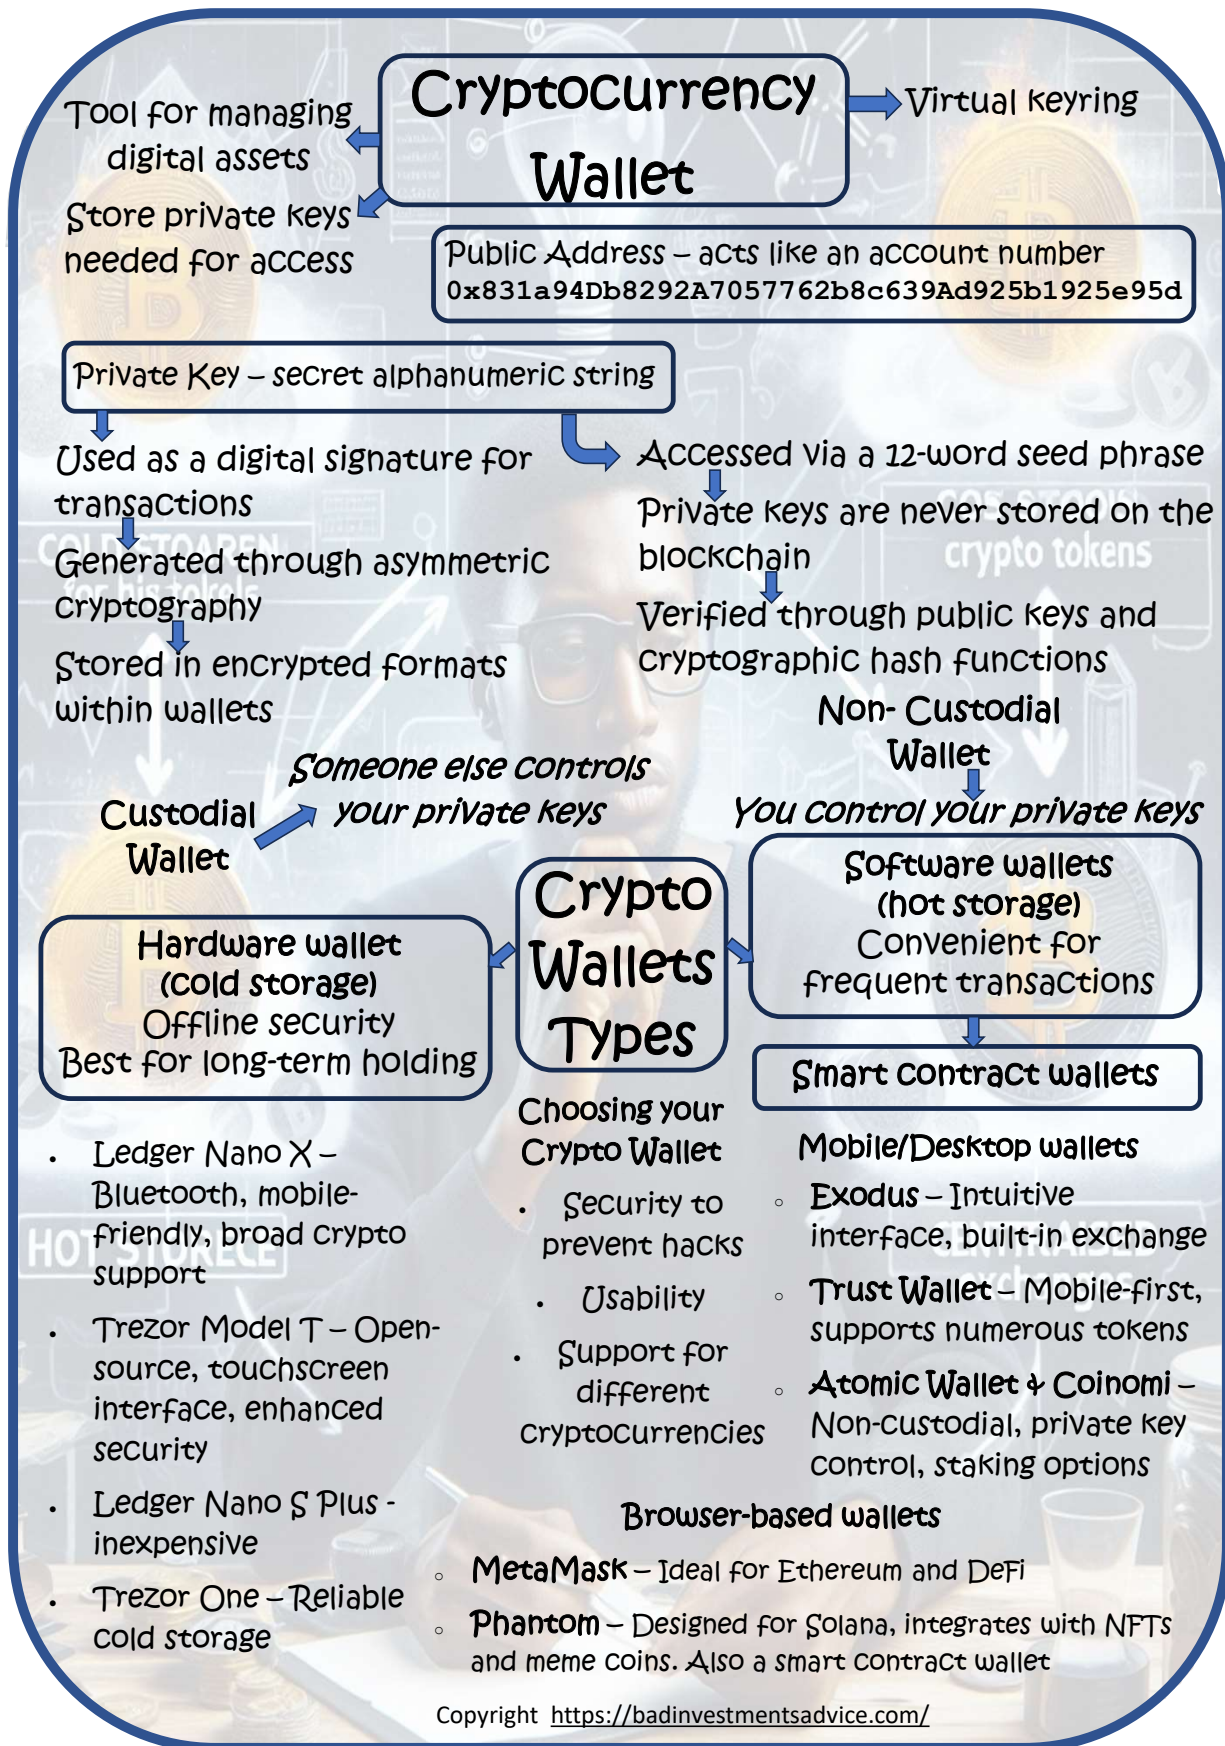 Cryptocurrency
Wallet
Tool for managing
digital assets
Virtual keyring
Store private keys
needed for access
Public Address – acts like an account number
0x831a94Db8292A7057762b8c639Ad925b1925e95d
Private Key – secret alphanumeric string
Used as a digital signature for
transactions
Generated through asymmetric
cryptography
Stored in encrypted formats
within wallets
Accessed via a 12-word seed phrase
Private keys are never stored on the
blockchain
Verified through public keys and
cryptographic hash functions
COLD STOAREN
crypto tokens
Custodial
Wallet
Someone else controls
your private keys
Non- Custodial
Wallet
You control your private keys
Crypto
Wallets
Types
Hardware wallet
(cold storage)
Offline security
Best for long-term holding
Software wallets
(hot storage)
Convenient for
frequent transactions
Smart contract wallets
• Ledger Nano X –
Bluetooth, mobile-
friendly, broad crypto
support
• Trezor Model T – Open-
source, touchscreen
interface, enhanced
security
• Ledger Nano S Plus -
inexpensive
• Trezor One – Reliable
cold storage
HOT STORECE
Choosing your
Crypto Wallet
• Security to
prevent hacks
• Usability
• Support for
different
cryptocurrencies
Mobile/Desktop wallets
○ Exodus – Intuitive
interface, built-in exchange
○ Trust Wallet – Mobile-first,
supports numerous tokens
○ Atomic Wallet & Coinomi –
Non-custodial, private key
control, staking options
exchanges
Browser-based wallets
○ MetaMask – Ideal for Ethereum and DeFi
○ Phantom – Designed for Solana, integrates with NFTs
and meme coins. Also a smart contract wallet
Copyright https://badinvestmentsadvice.com/